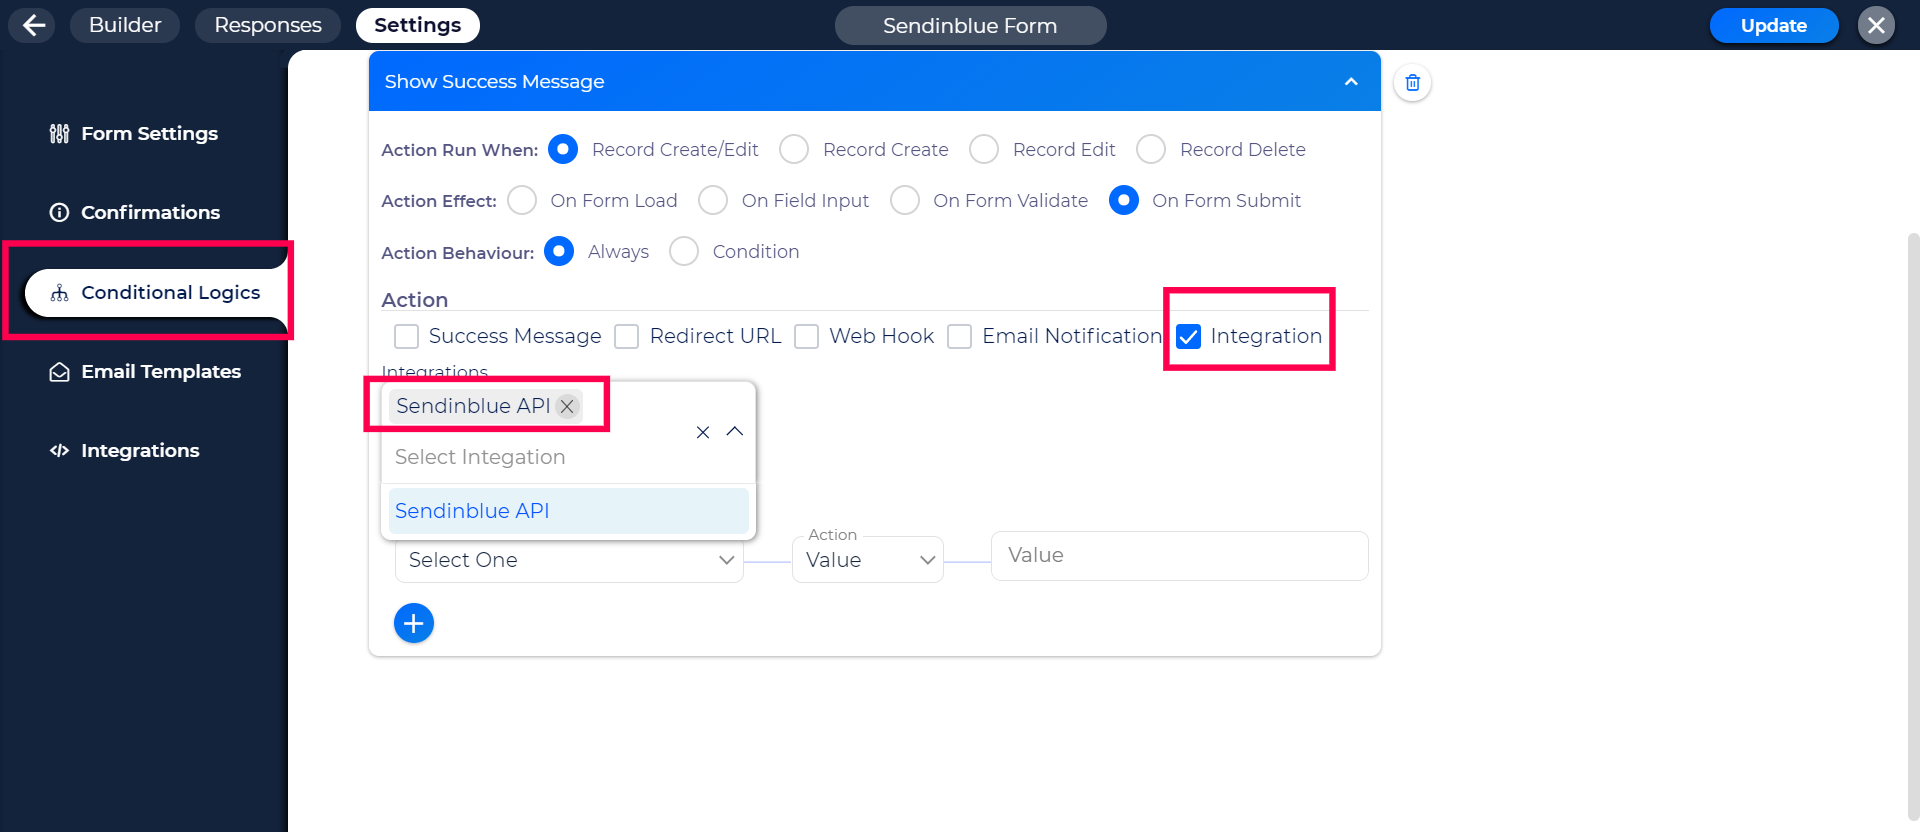 Builder Responses Settings Sendinblue Form Update
Show Success Message
Form Settings
Confirmations
Conditional Logics
Email Templates
Integrations
Action Run When: Record Create/Edit Record Create Record Edit Record Delete
Action Effect: On Form Load On Field Input On Form Validate On Form Submit
Action Behaviour: Always Condition
Action
Success Message Redirect URL Web Hook Email Notification Integration
Integrations
Sendinblue API
Select Integation
Sendinblue API
Action
Select One Value Value